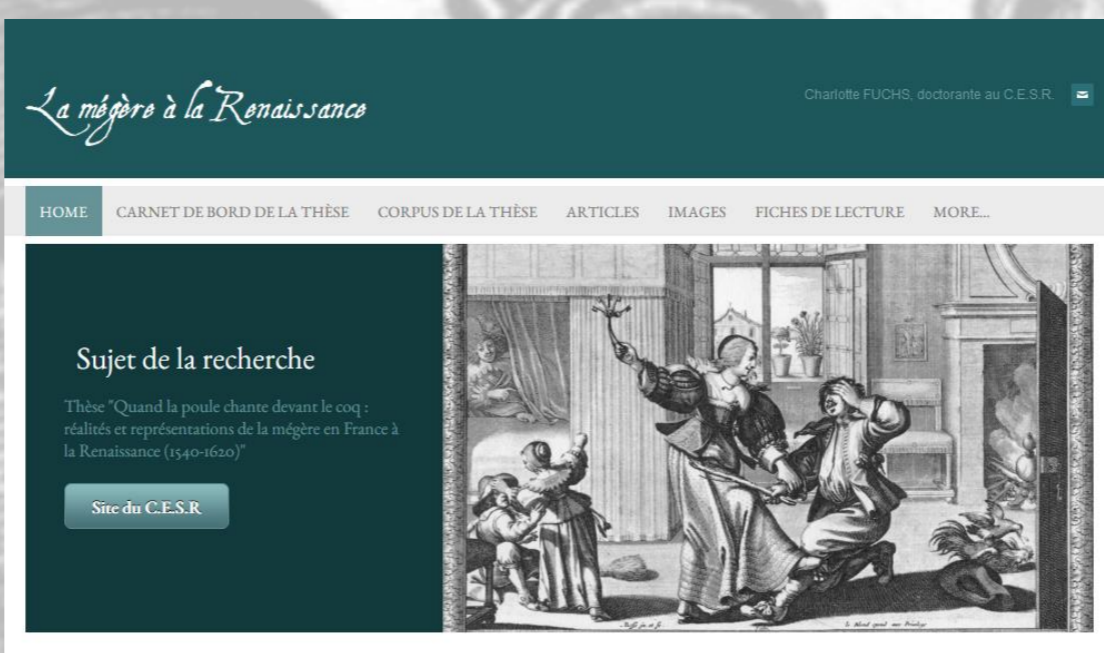 La mégère à la Renaissance
Charlotte FUCHS, doctorante au C.E.S.R.
HOME CARNET DE BORD DE LA THÈSE CORPUS DE LA THÈSE ARTICLES IMAGES FICHES DE LECTURE MORE...
Sujet de la recherche
Thèse "Quand la poule chante devant le coq :
réalités et représentations de la mégère en France à
la Renaissance (1540-1620)"
Site du C.E.S.R